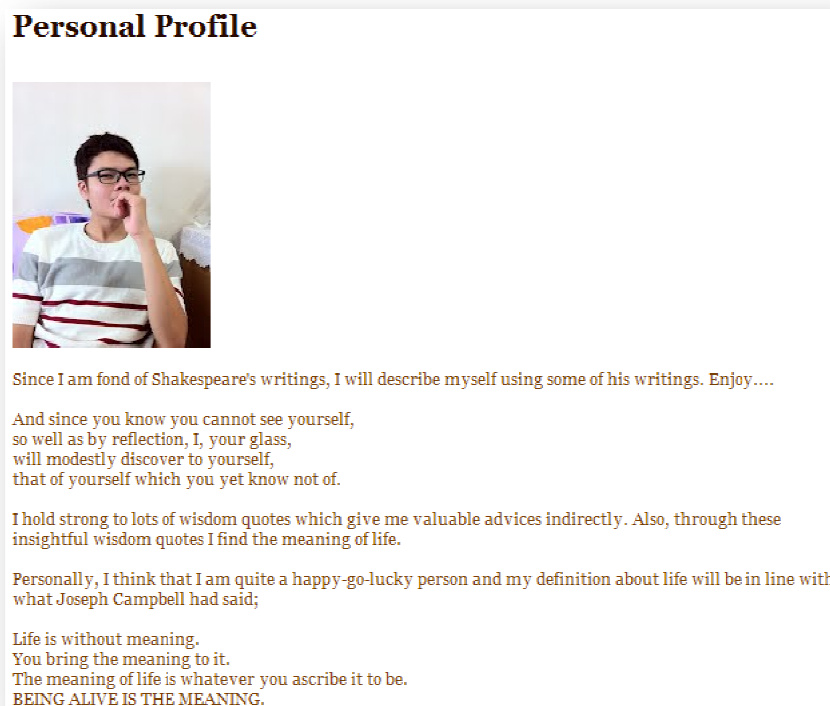 Personal Profile
Since I am fond of Shakespeare's writings, I will describe myself using some of his writings. Enjoy....
And since you know you cannot see yourself,
so well as by reflection, I, your glass,
will modestly discover to yourself,
that of yourself which you yet know not of.
I hold strong to lots of wisdom quotes which give me valuable advices indirectly. Also, through these
insightful wisdom quotes I find the meaning of life.
Personally, I think that I am quite a happy-go-lucky person and my definition about life will be in line with
what Joseph Campbell had said;
Life is without meaning.
You bring the meaning to it.
The meaning of life is whatever you ascribe it to be.
BEING ALIVE IS THE MEANING.